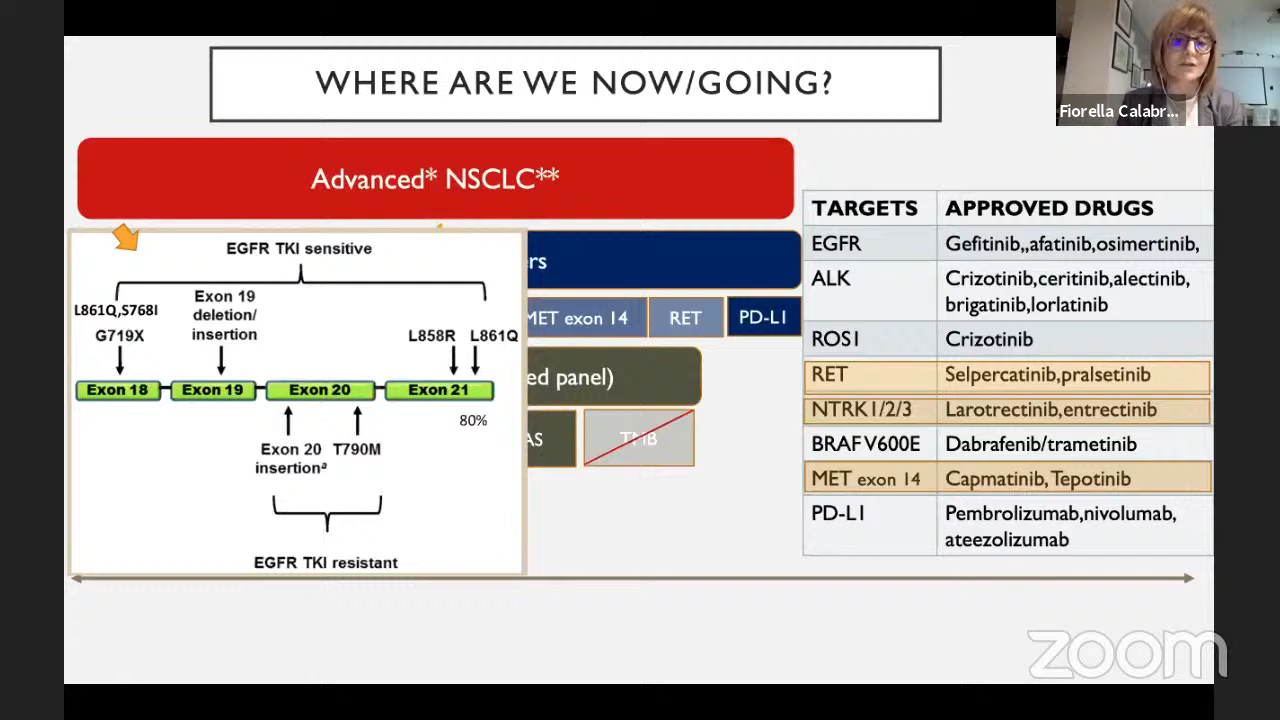 WHERE ARE WE NOW/GOING?
Fiorella Calabr...
Advanced* NSCLC**
EGFR TKI sensitive
L861Q,S768I
G719X
Exon 19
deletion/
insertion
L858R
L861Q
Exon 18
Exon 19
Exon 20
Exon 21
80%
Exon 20
insertionª
T790M
EGFR TKI resistant
MET exon 14
RET
PD-L1
panel)
TMB
TARGETS APPROVED DRUGS
EGFR Gefitinib,,afatinib,osimertinib,
ALK Crizotinib,ceritinib,alectinib,
brigatinib,lorlatinib
ROS1 Crizotinib
RET Selpercatinib,pralsetinib
NTRK1/2/3 Larotrectinib,entrectinib
BRAF V600E Dabrafenib/trametinib
MET exon 14 Capmatinib, Tepotinib
PD-L1 Pembrolizumab,nivolumab,
ateezolizumab
zoom